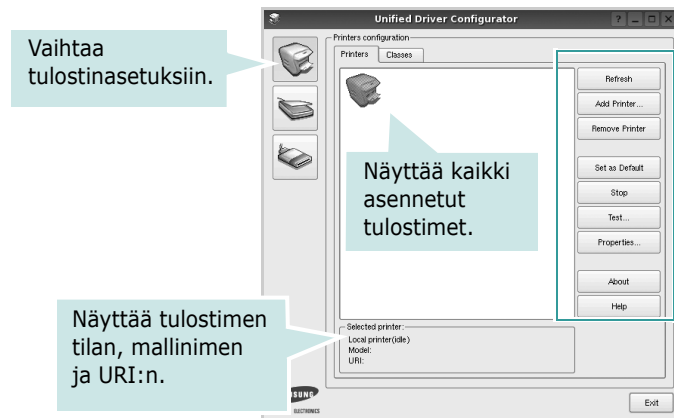 Unified Driver Configurator
Vaihtaa
tulostinasetuksiin.
Printers configuration
Printers
Classes
Refresh
Add Printer...
Remove Printer
Set as Default
Stop
Test...
Properties...
About
Help
Näyttää kaikki
asennetut
tulostimet.
Näyttää tulostimen
tilan, mallinimen
ja URI:n.
Selected printer:
Local printer(idle)
Model:
URI:
SUNG
ELECTRONICS
Exit